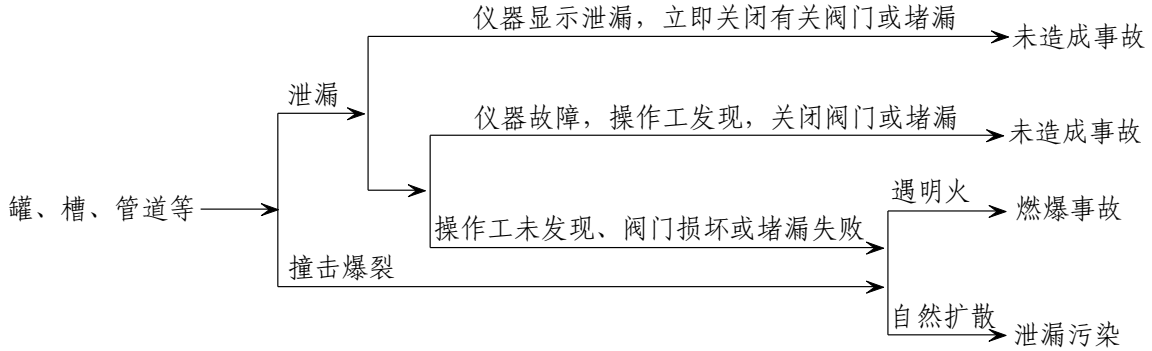 仪器显示泄漏，立即关闭有关阀门或堵漏
未造成事故
泄漏
仪器故障，操作工发现，关闭阀门或堵漏
未造成事故
罐、槽、管道等
遇明火
燃爆事故
操作工未发现、阀门损坏或堵漏失败
撞击爆裂
自然扩散
泄漏污染